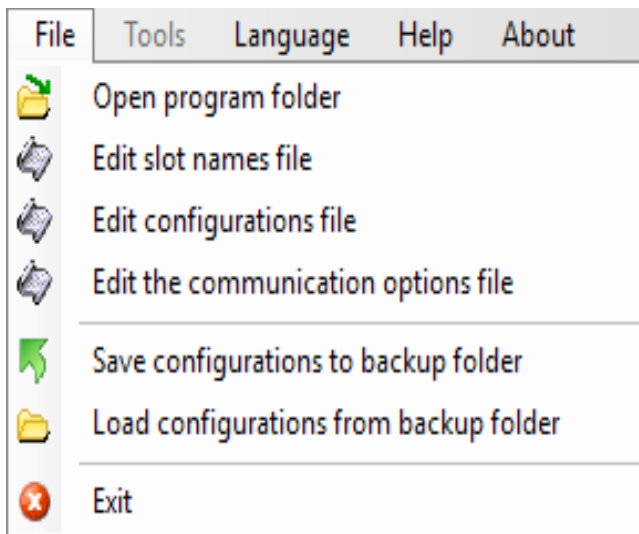 File Tools Language Help About
Open program folder
Edit slot names file
Edit configurations file
Edit the communication options file
Save configurations to backup folder
Load configurations from backup folder
Exit